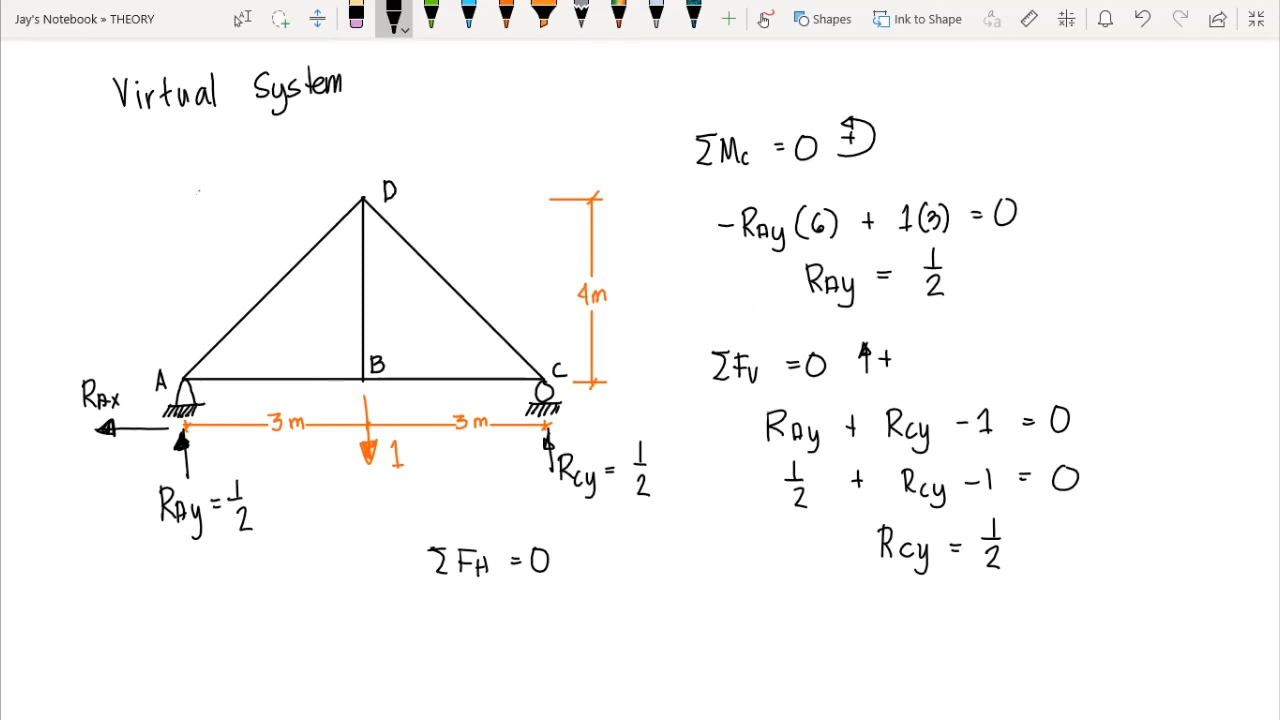 Jay's Notebook » THEORY
Shapes
Ink to Shape
Virtual System
ΣMc = 0 +
-RAy(6) + 1(3) = 0
RAy = 1/2
ΣFv = 0 ↑+
RAy + RCy - 1 = 0
1/2 + RCy - 1 = 0
RCy = 1/2
D
4m
A
B
C
RAx
3m
3m
1
RAy = 1/2
RCy = 1/2
ΣFH = 0